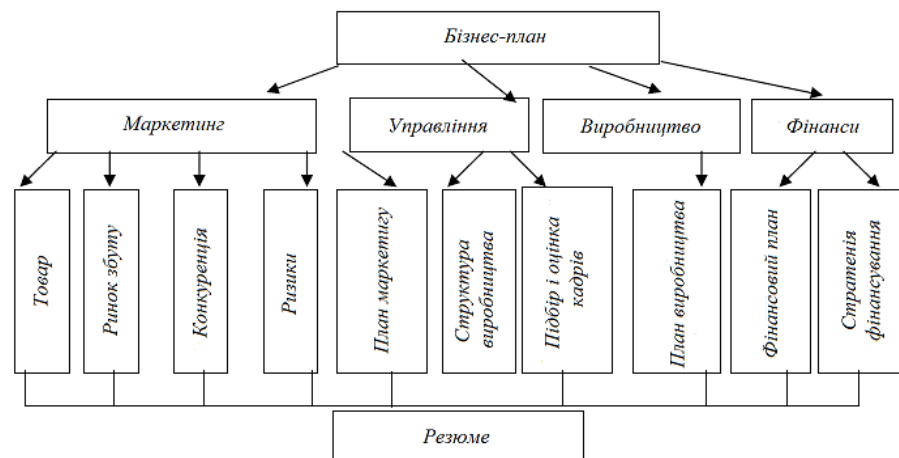 Бізнес-план
Маркетинг
Управління
Виробництво
Фінанси
Товар
Ринок збуту
Конкуренція
Ризики
План маркетигу
Структура
виробництва
Підбір і оцінка
кадрів
План виробництва
Фінансовий план
Стратенія
фінансування
Резюме